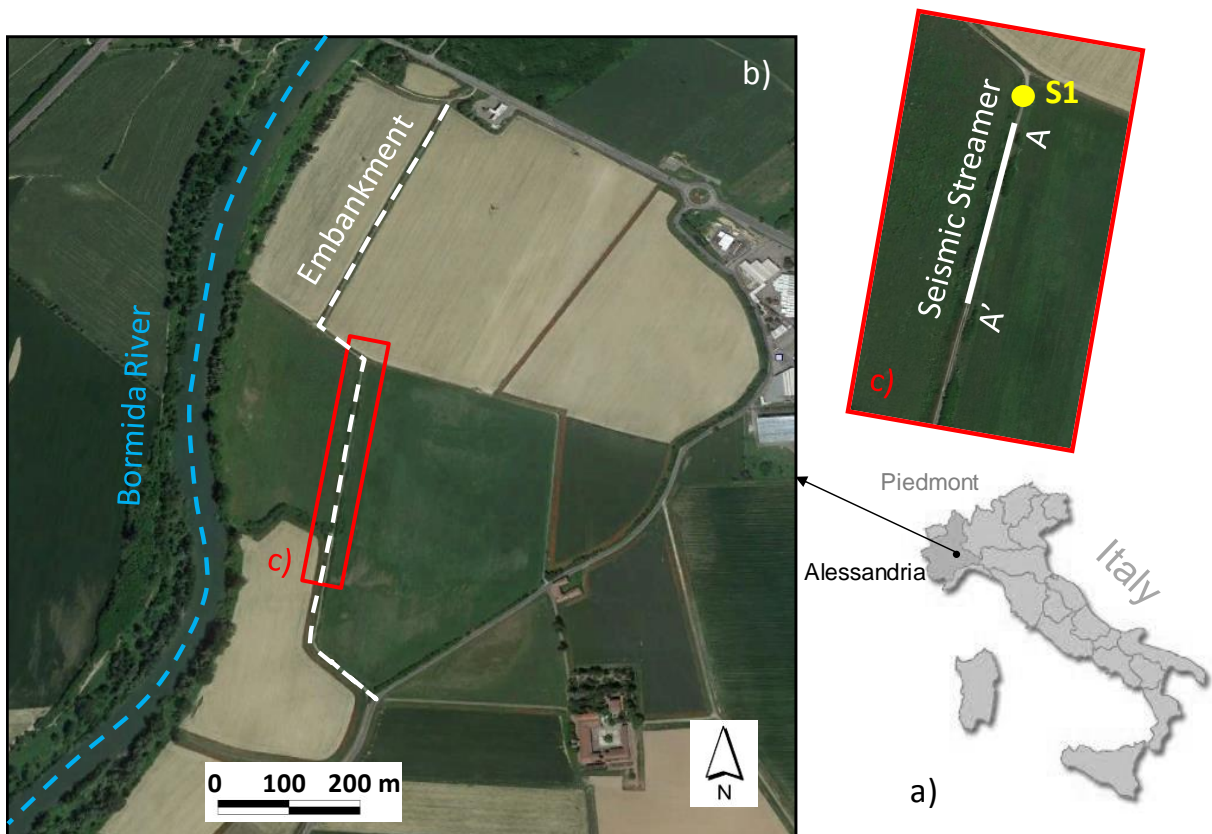 b)
Embankment
Bormida River
c)
0 100 200 m
N
S1
Seismic Streamer
A
A'
c)
Piedmont
Alessandria
Italy
a)